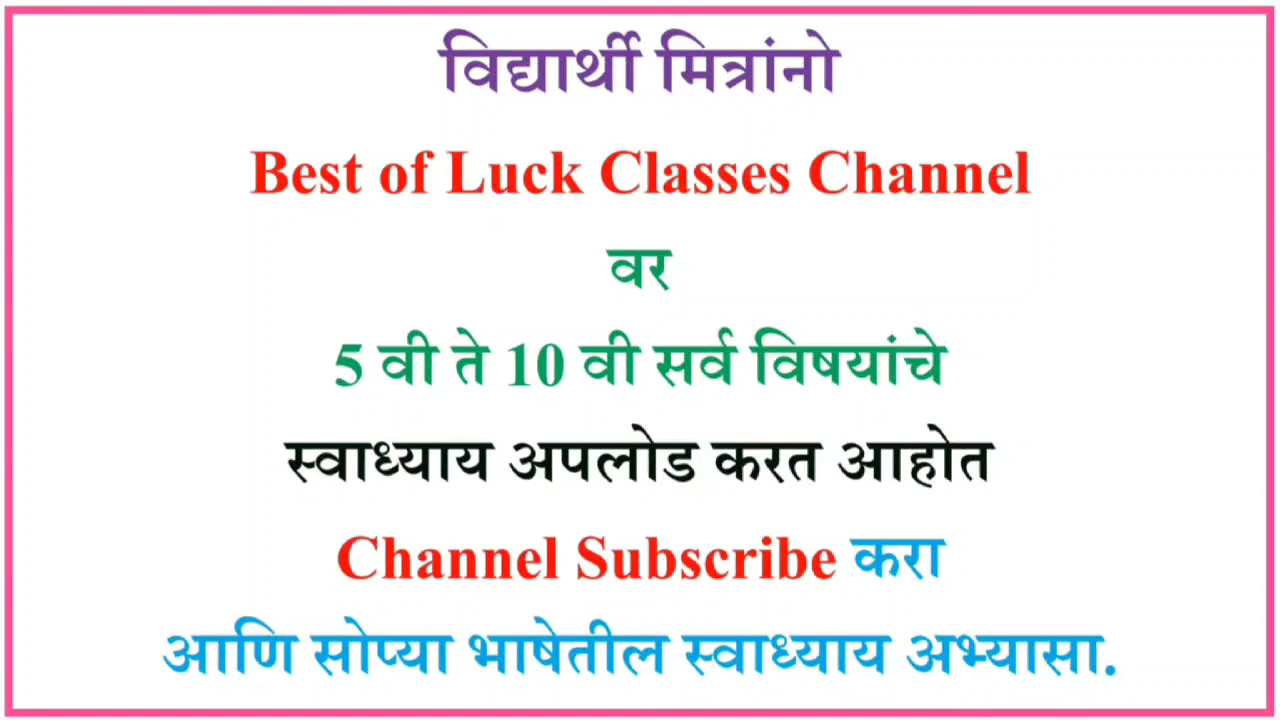 विद्यार्थी मित्रांनो
Best of Luck Classes Channel
वर
5 वी ते 10 वी सर्व विषयांचे
स्वाध्याय अपलोड करत आहोत
Channel Subscribe करा
आणि सोप्या भाषेतील स्वाध्याय अभ्यासा.